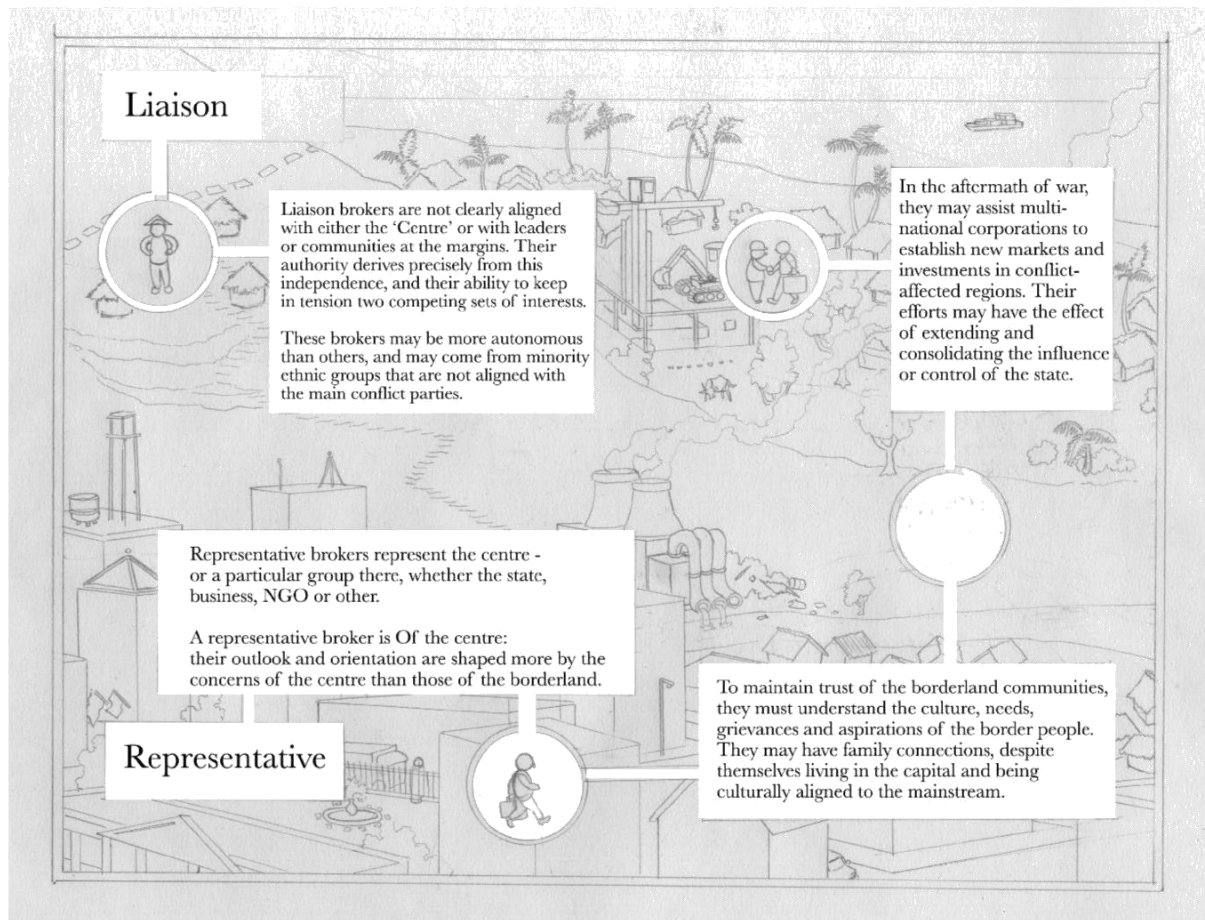 Liaison
Liaison brokers are not clearly aligned
with either the ‘Centre’ or with leaders
or communities at the margins. Their
authority derives precisely from this
independence, and their ability to keep
in tension two competing sets of interests.
These brokers may be more autonomous
than others, and may come from minority
ethnic groups that are not aligned with
the main conflict parties.
In the aftermath of war,
they may assist multi-
national corporations to
establish new markets and
investments in conflict-
affected regions. Their
efforts may have the effect
of extending and
consolidating the influence
or control of the state.
Representative brokers represent the centre -
or a particular group there, whether the state,
business, NGO or other.
A representative broker is Of the centre:
their outlook and orientation are shaped more by the
concerns of the centre than those of the borderland.
Representative
To maintain trust of the borderland communities,
they must understand the culture, needs,
grievances and aspirations of the border people.
They may have family connections, despite
themselves living in the capital and being
culturally aligned to the mainstream.